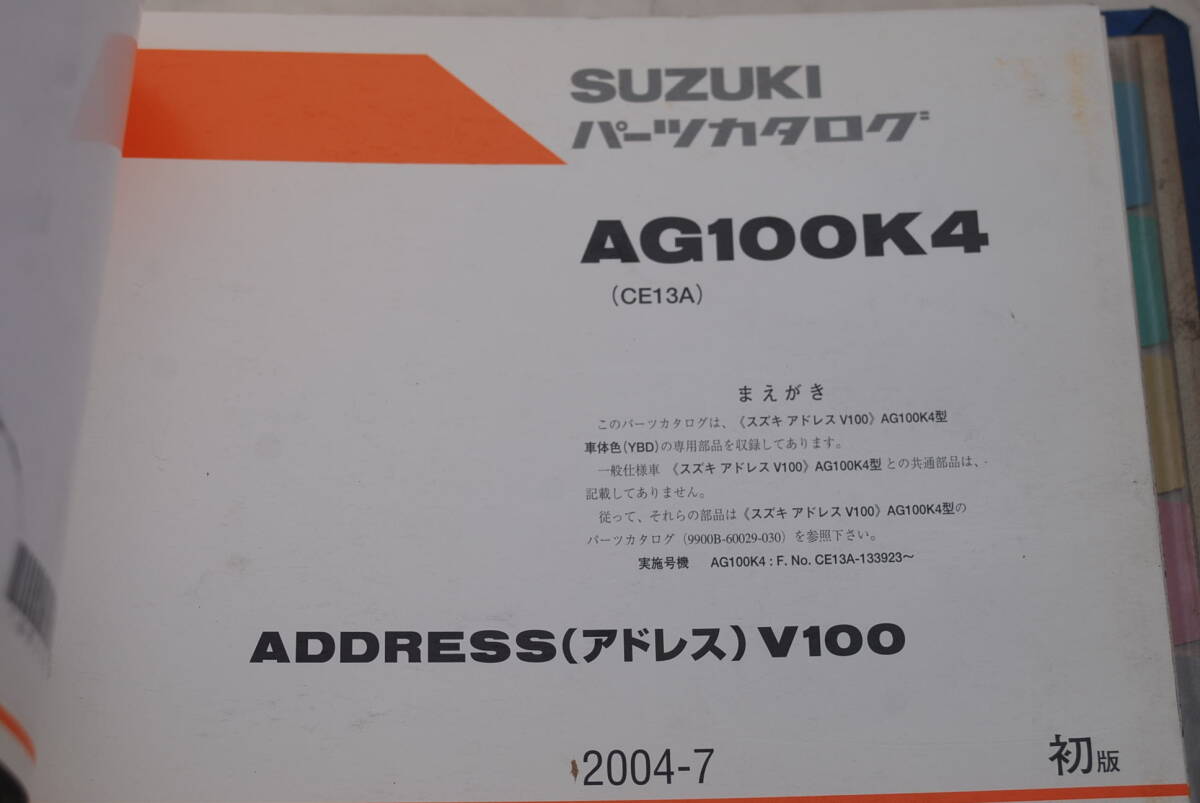 SUZUKI
パーツカタログ
AG100K4
(CE13A)
まえがき
このパーツカタログは、《スズキ アドレス V100》AG100K4型
車体色(YBD)の専用部品を収録してあります。
一般仕様車 《スズキ アドレス V100》AG100K4型 との共通部品は、
記載してありません。
従って、それらの部品は《スズキ アドレス V100》AG100K4型の
パーツカタログ(9900B-60029-030)を参照下さい。
実施号機 AG100K4 : F. No. CE13A-133923〜
ADDRESS(アドレス)V100
2004-7
初版